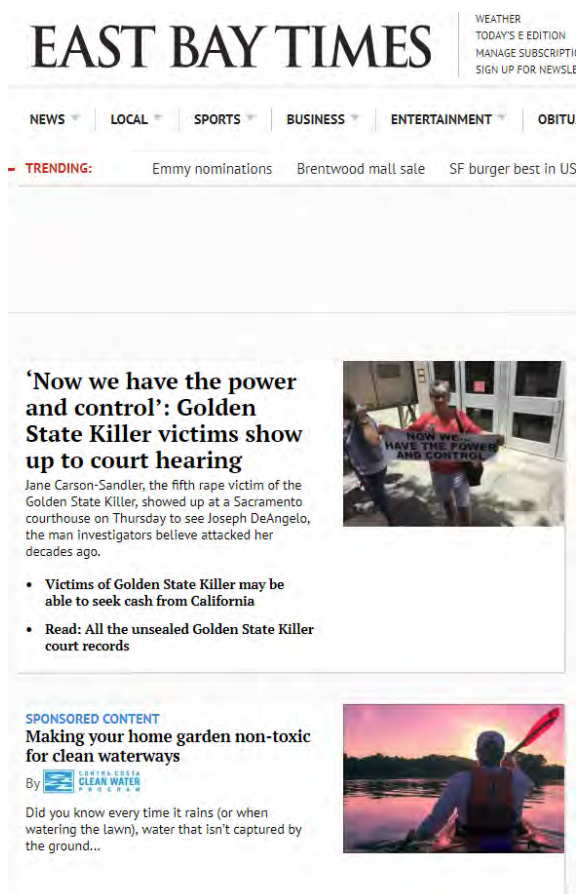 EAST BAY TIMES
WEATHER
TODAY'S E EDITION
MANAGE SUBSCRIPTIO
SIGN UP FOR NEWSLE
NEWS
LOCAL
SPORTS
BUSINESS
ENTERTAINMENT
OBITU
TRENDING:
Emmy nominations
Brentwood mall sale
SF burger best in US
‘Now we have the power
and control’: Golden
State Killer victims show
up to court hearing
Jane Carson-Sandler, the fifth rape victim of the
Golden State Killer, showed up at a Sacramento
courthouse on Thursday to see Joseph DeAngelo,
the man investigators believe attacked her
decades ago.
• Victims of Golden State Killer may be
able to seek cash from California
• Read: All the unsealed Golden State Killer
court records
NOW WE...
HAVE THE POWER
AND CONTROL
SPONSORED CONTENT
Making your home garden non-toxic
for clean waterways
By
CONTRA COSTA
CLEAN WATER
PROGRAM
Did you know every time it rains (or when
watering the lawn), water that isn't captured by
the ground...